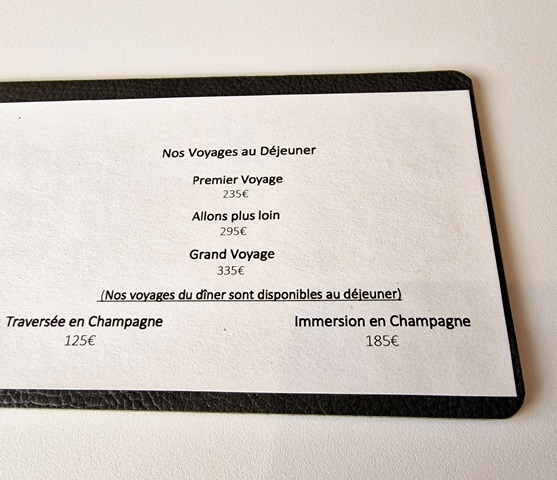 Nos Voyages au Déjeuner
Premier Voyage
235€
Allons plus loin
295€
Grand Voyage
335€
(Nos voyages du dîner sont disponibles au déjeuner)
Traversée en Champagne Immersion en Champagne
125€ 185€